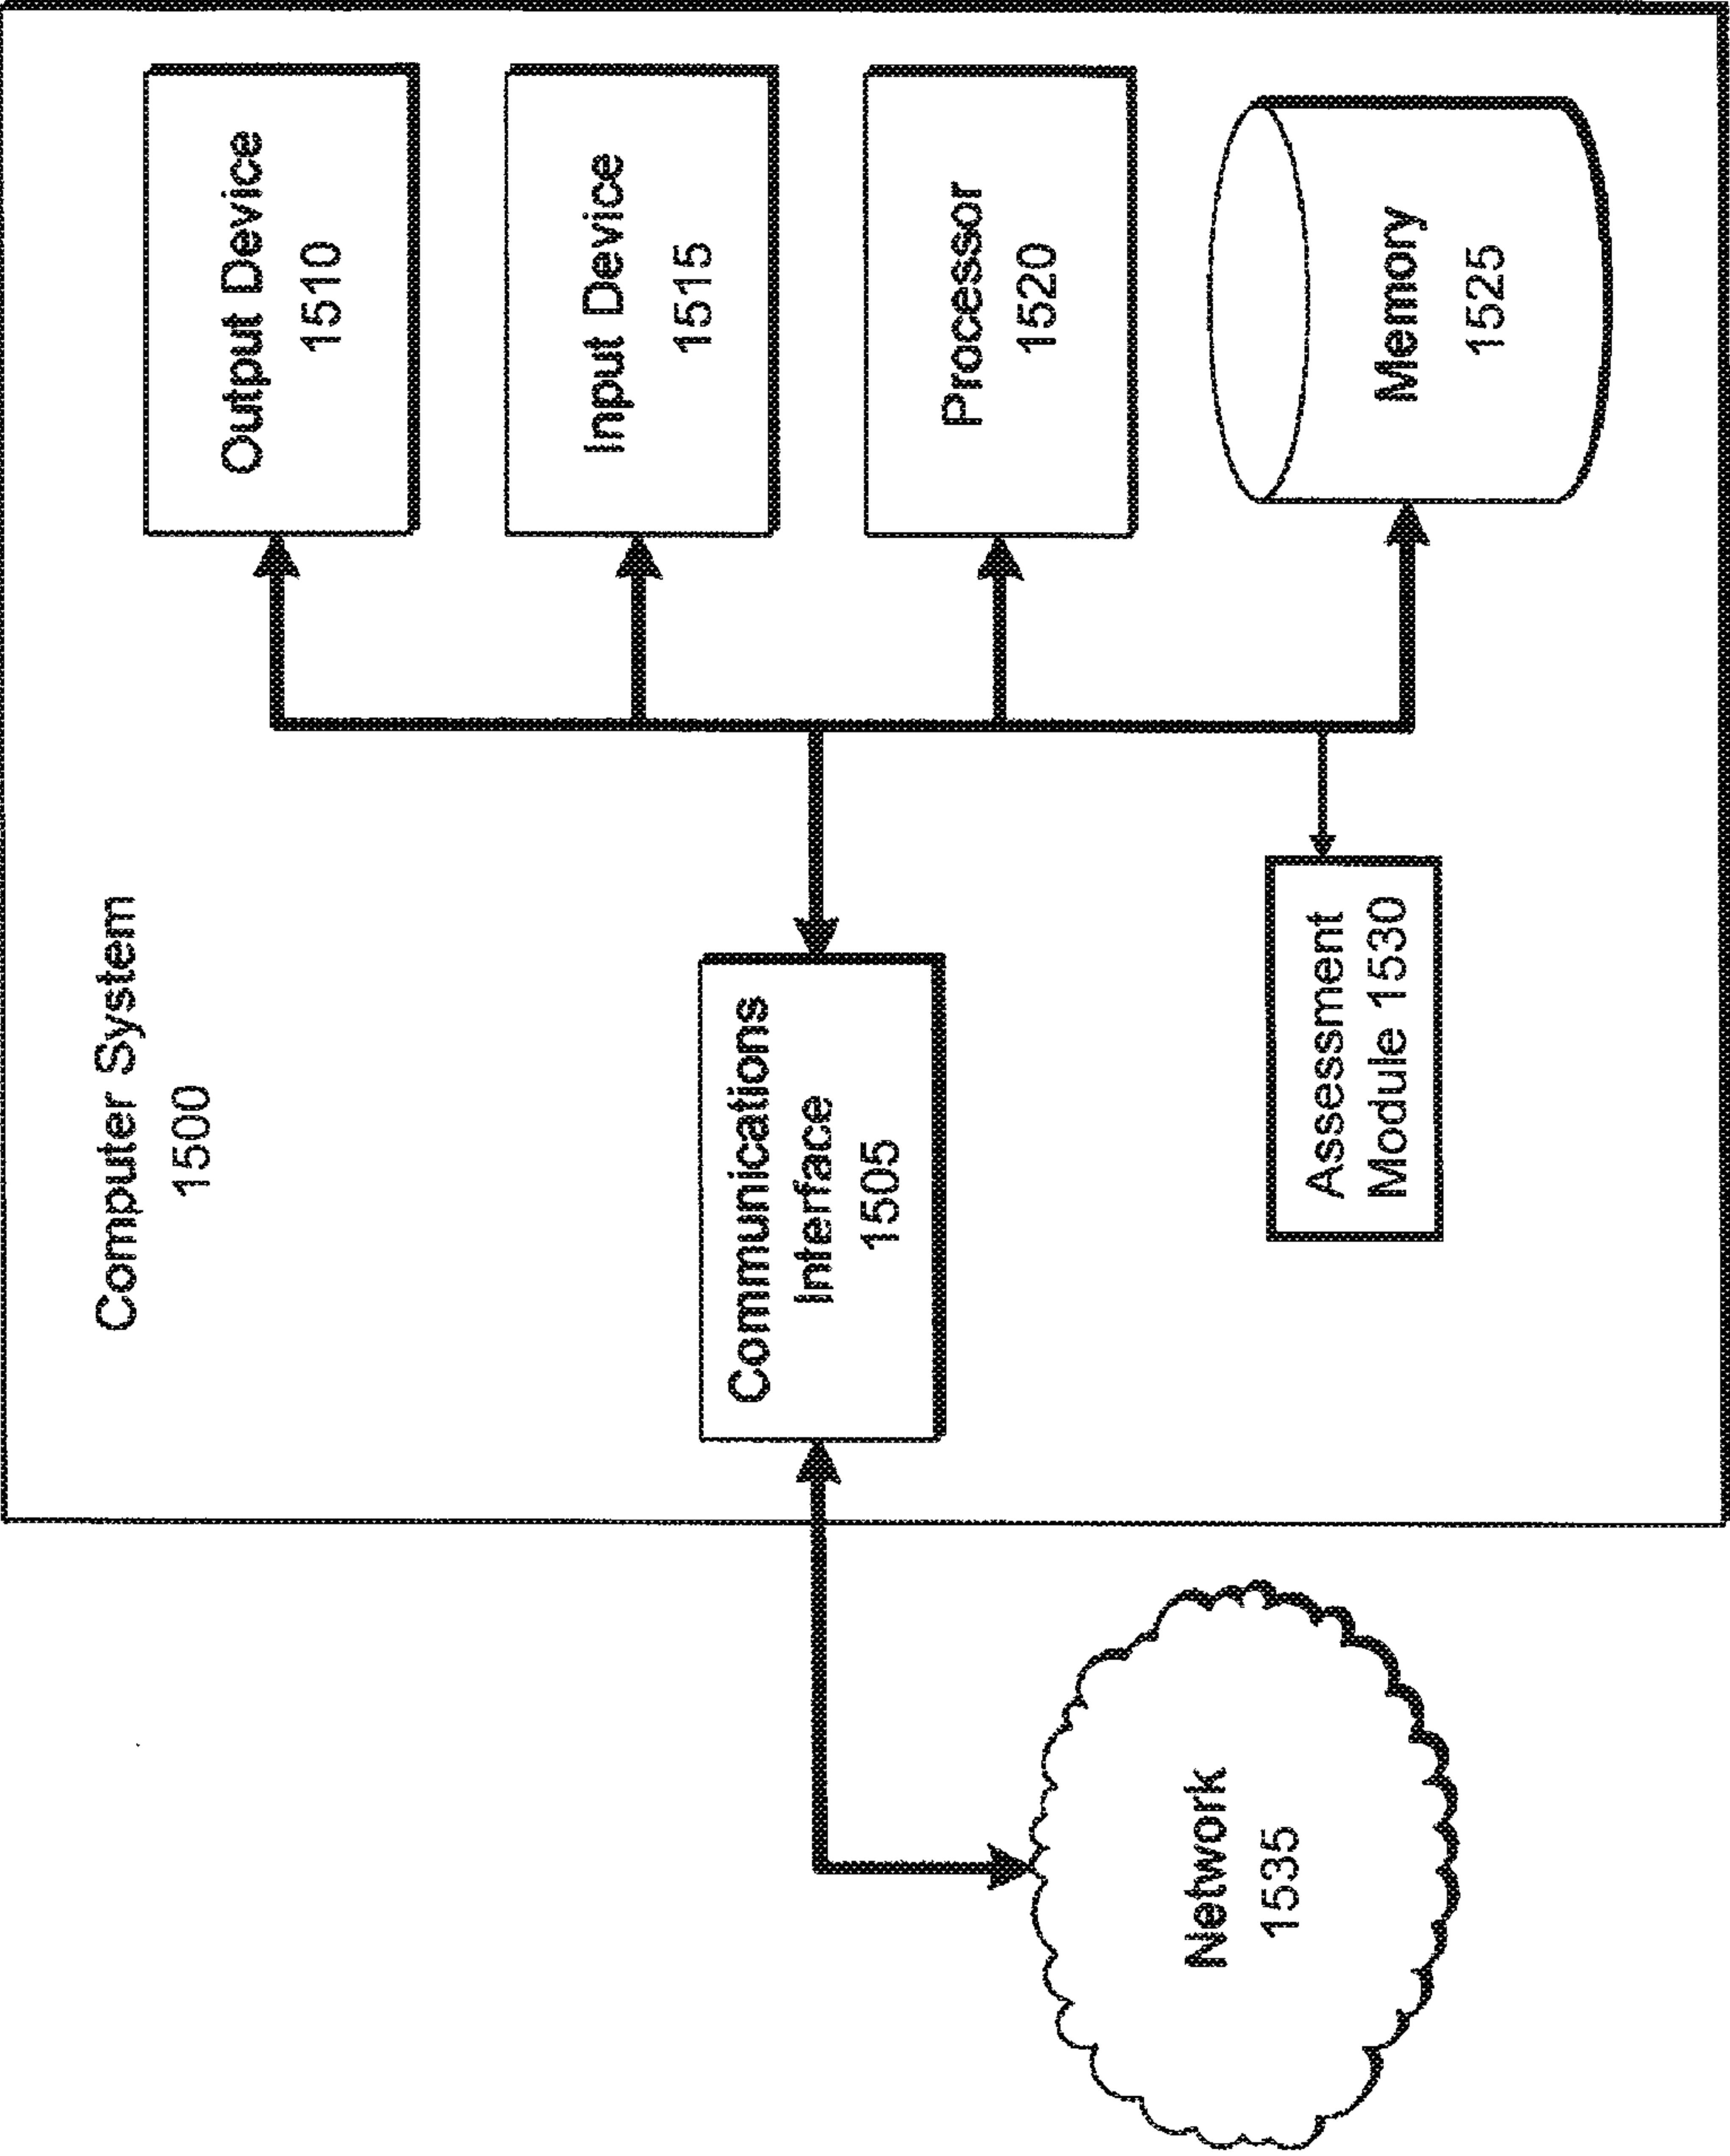 Computer System
1500
Output Device
1510
Input Device
1515
Communications
Interface
1505
Processor
1520
Memory
1525
Assessment
Module 1530
Network
1535